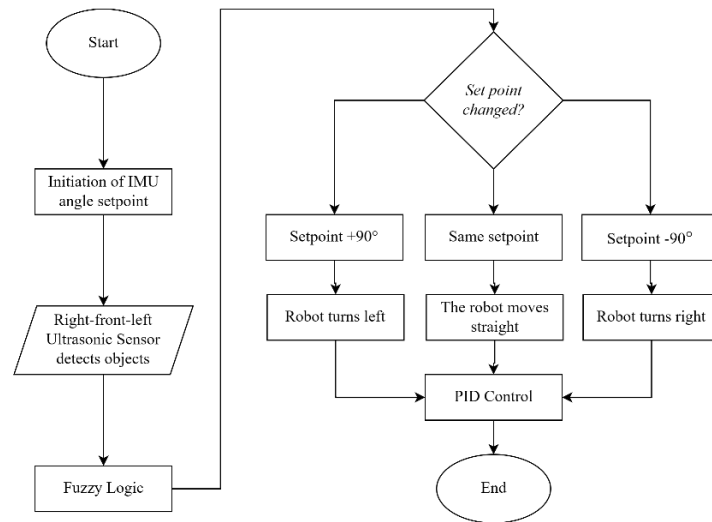 Start
Initiation of IMU
angle setpoint
Right-front-left
Ultrasonic Sensor
detects objects
Fuzzy Logic
Set point
changed?
Setpoint +90°
Same setpoint
Setpoint -90°
Robot turns left
The robot moves
straight
Robot turns right
PID Control
End